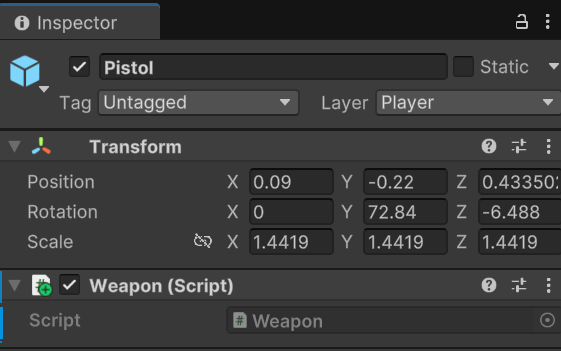 Inspector
Pistol Static
Tag Untagged Layer Player
Transform
Position X 0.09 Y -0.22 Z 0.43350
Rotation X 0 Y 72.84 Z -6.488
Scale X 1.4419 Y 1.4419 Z 1.4419
# Weapon (Script)
Script # Weapon